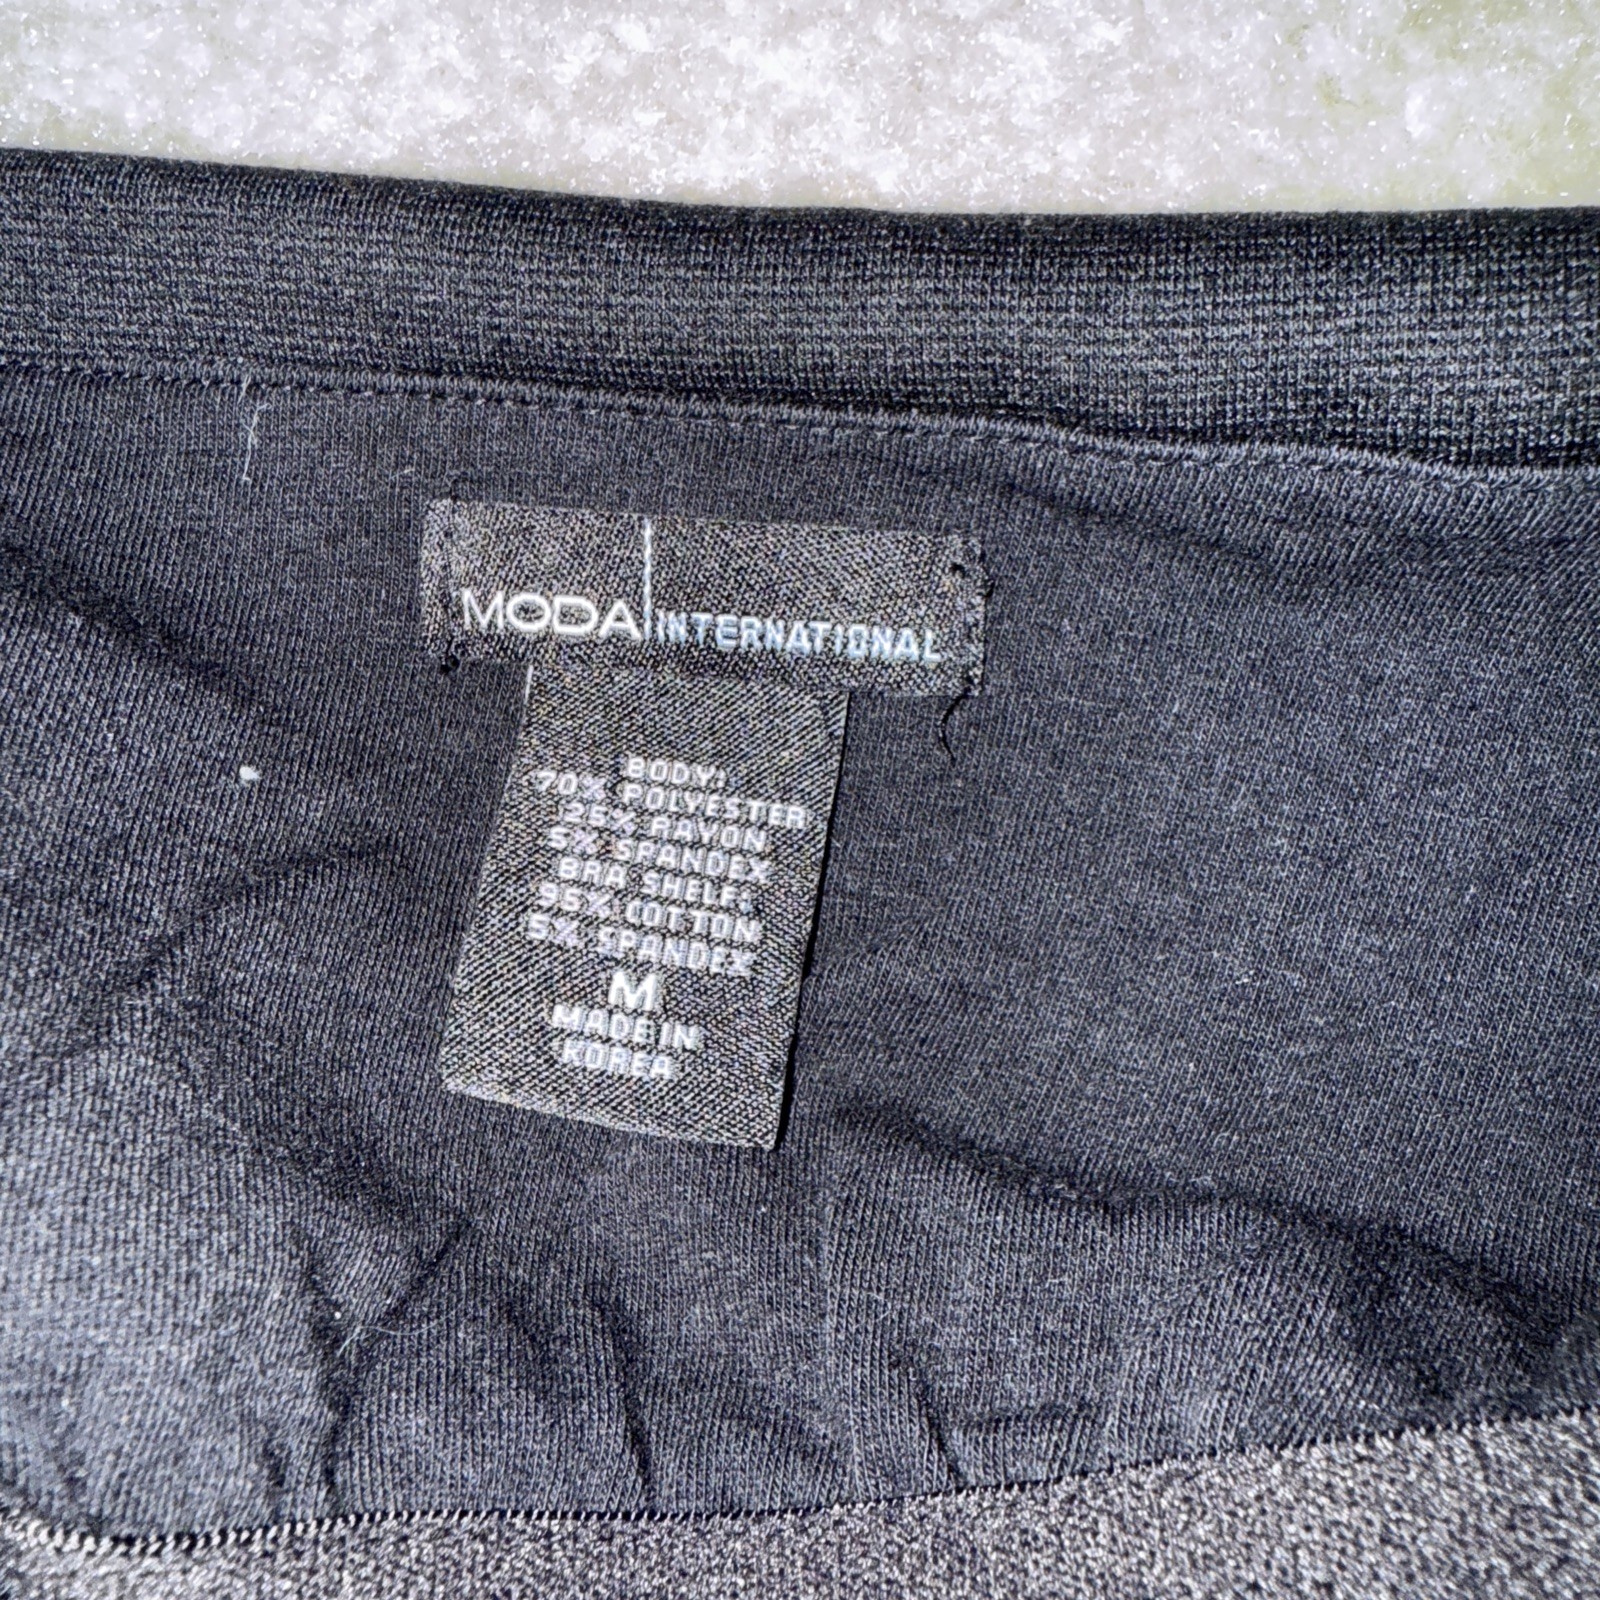 MODA INTERNATIONAL
BODY:
70% POLYESTER
25% RAYON
5% SPANDEX
BRA SHELF:
95% COTTON
5% SPANDEX
M
MADE IN
KOREA